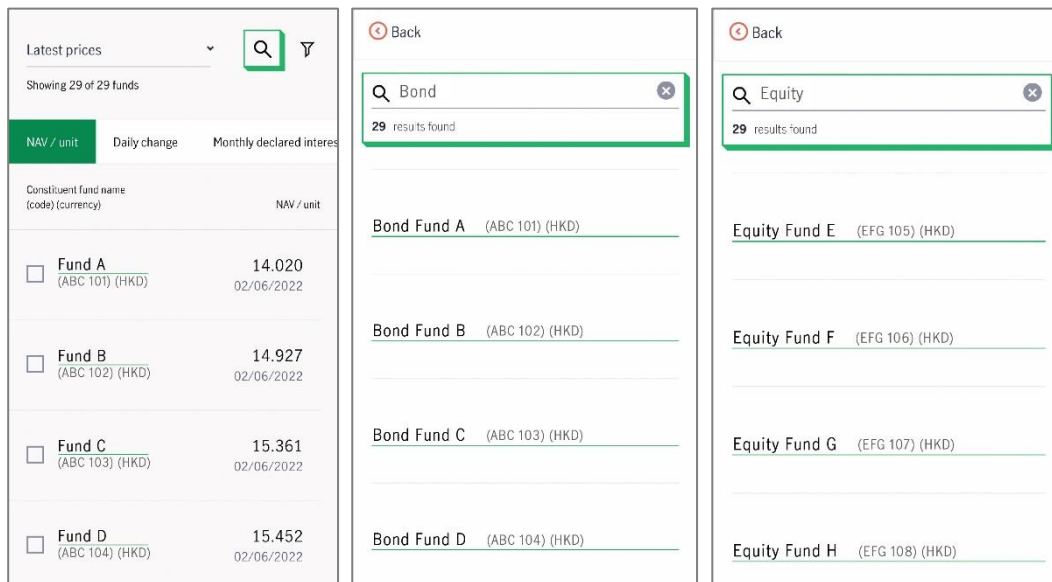 Latest prices
Showing 29 of 29 funds
NAV / unit Daily change Monthly declared interes
Constituent fund name
(code) (currency) NAV / unit
Fund A 14.020
(ABC 101) (HKD) 02/06/2022
Fund B 14.927
(ABC 102) (HKD) 02/06/2022
Fund C 15.361
(ABC 103) (HKD) 02/06/2022
Fund D 15.452
(ABC 104) (HKD) 02/06/2022
Back
Bond
29 results found
Bond Fund A (ABC 101) (HKD)
Bond Fund B (ABC 102) (HKD)
Bond Fund C (ABC 103) (HKD)
Bond Fund D (ABC 104) (HKD)
Back
Equity
29 results found
Equity Fund E (EFG 105) (HKD)
Equity Fund F (EFG 106) (HKD)
Equity Fund G (EFG 107) (HKD)
Equity Fund H (EFG 108) (HKD)